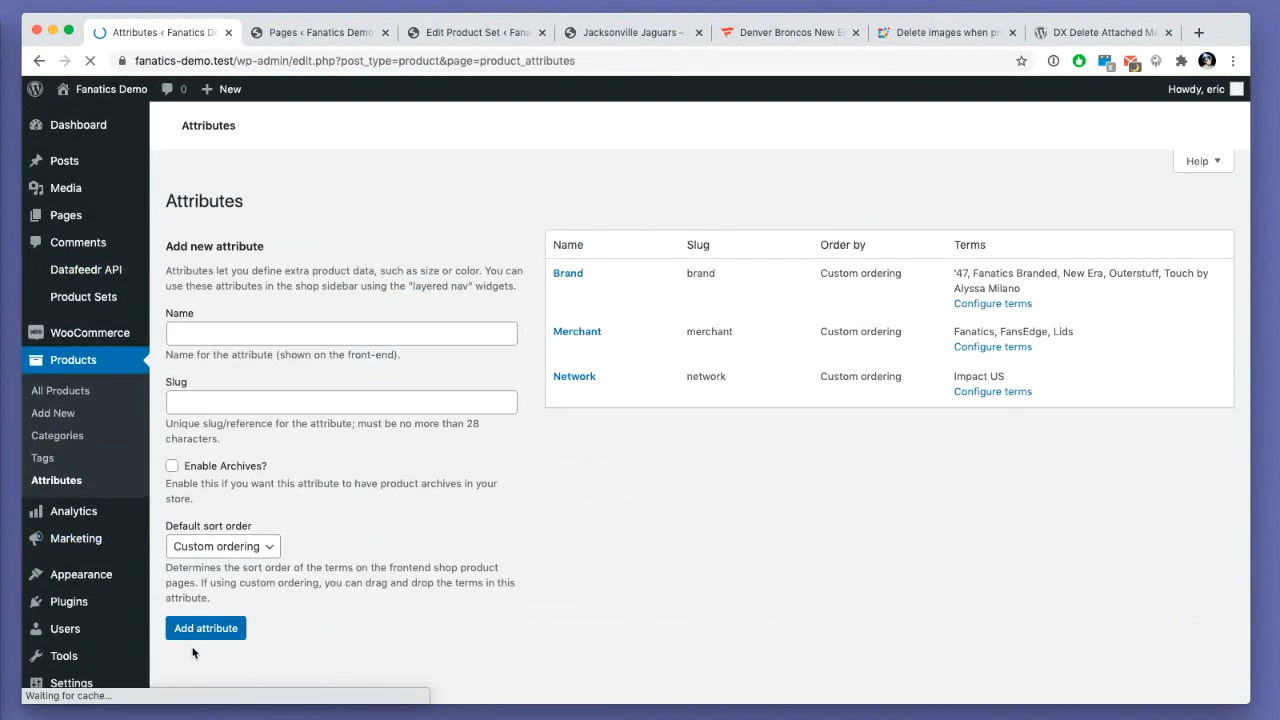 Attributes ‹ Fanatics D
Pages ‹ Fanatics Demo
Edit Product Set ‹ Fana
Jacksonville Jaguars –
Denver Broncos New E
Delete images when pr
DX Delete Attached Me
fanatics-demo.test/wp-admin/edit.php?post_type=product&page=product_attributes
Fanatics Demo
0
New
Howdy, eric
Dashboard
Posts
Media
Pages
Comments
Datafeedr API
Product Sets
WooCommerce
Products
All Products
Add New
Categories
Tags
Attributes
Analytics
Marketing
Appearance
Plugins
Users
Tools
Settings
Attributes
Help
Attributes
Add new attribute
Attributes let you define extra product data, such as size or color. You can
use these attributes in the shop sidebar using the "layered nav" widgets.
Name
Name for the attribute (shown on the front-end).
Slug
Unique slug/reference for the attribute; must be no more than 28
characters.
Enable Archives?
Enable this if you want this attribute to have product archives in your
store.
Default sort order
Custom ordering
Determines the sort order of the terms on the frontend shop product
pages. If using custom ordering, you can drag and drop the terms in this
attribute.
Add attribute
Name Slug Order by Terms
Brand brand Custom ordering '47, Fanatics Branded, New Era, Outerstuff, Touch by
Alyssa Milano
Configure terms
Merchant merchant Custom ordering Fanatics, FansEdge, Lids
Configure terms
Network network Custom ordering Impact US
Configure terms
Waiting for cache...